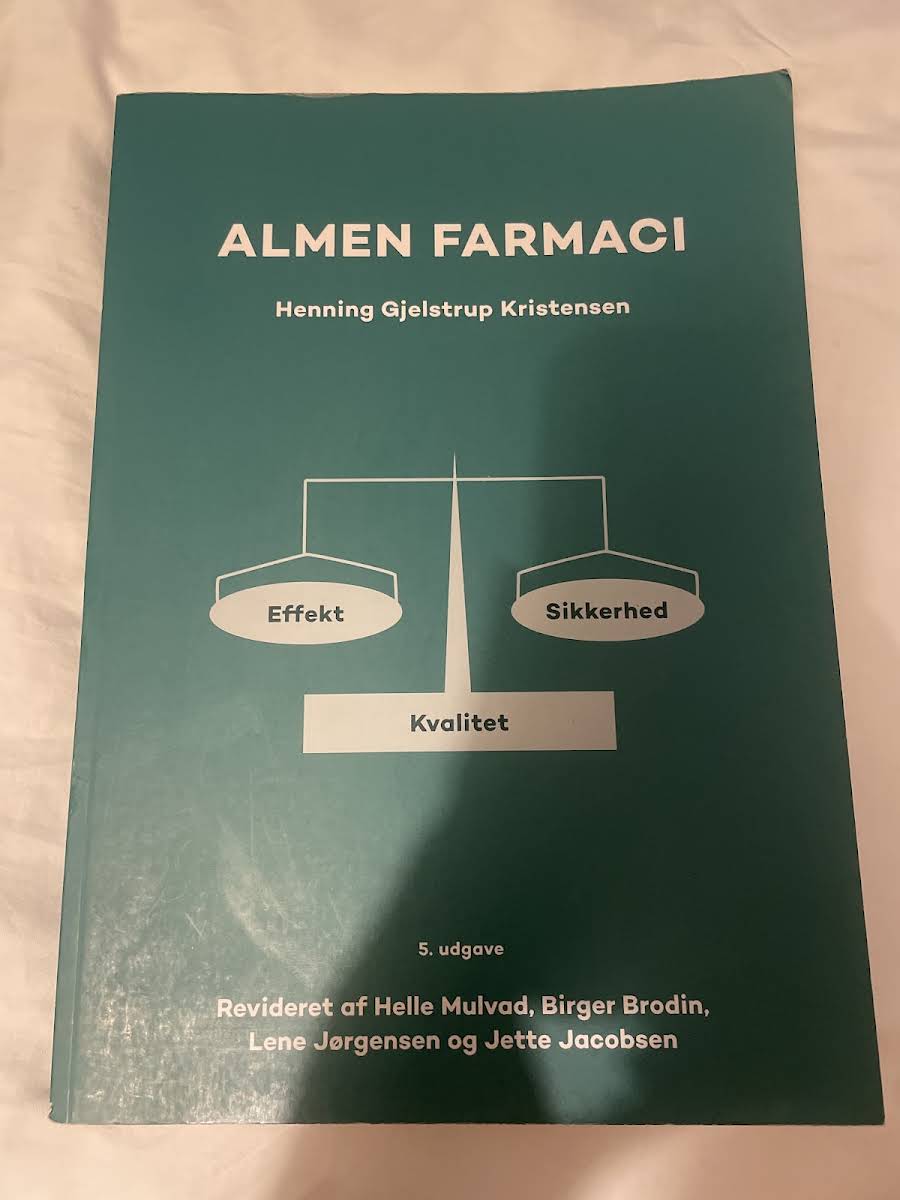 ALMEN FARMACI
Henning Gjelstrup Kristensen
Effekt
Sikkerhed
Kvalitet
5. udgave
Revideret af Helle Mulvad, Birger Brodin,
Lene Jørgensen og Jette Jacobsen